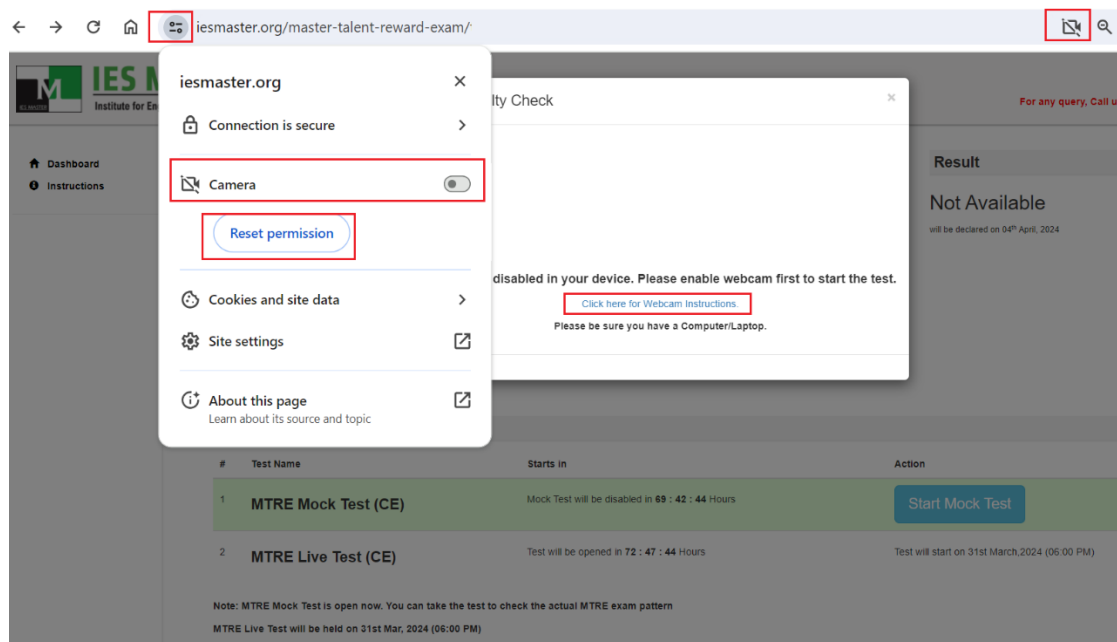 iesmaster.org/master-talent-reward-exam/
IES M
Institute for En
IES MASTER
For any query, Call u
Dashboard
Instructions
iesmaster.org
Connection is secure
Camera
Reset permission
Cookies and site data
Site settings
About this page
Learn about its source and topic
lty Check
disabled in your device. Please enable webcam first to start the test.
Click here for Webcam Instructions.
Please be sure you have a Computer/Laptop.
Result
Not Available
will be declared on 04th April, 2024
# Test Name Starts in Action
1 MTRE Mock Test (CE) Mock Test will be disabled in 69 : 42 : 44 Hours Start Mock Test
2 MTRE Live Test (CE) Test will be opened in 72 : 47 : 44 Hours Test will start on 31st March,2024 (06:00 PM)
Note: MTRE Mock Test is open now. You can take the test to check the actual MTRE exam pattern
MTRE Live Test will be held on 31st Mar, 2024 (06:00 PM)